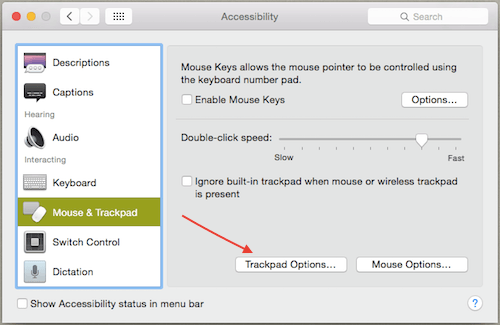 Accessibility
Search
Descriptions
Captions
Hearing
Audio
Interacting
Keyboard
Mouse & Trackpad
Switch Control
Dictation
Mouse Keys allows the mouse pointer to be controlled using
the keyboard number pad.
Enable Mouse Keys
Options...
Double-click speed:
Slow
Fast
Ignore built-in trackpad when mouse or wireless trackpad
is present
Trackpad Options...
Mouse Options...
Show Accessibility status in menu bar
?